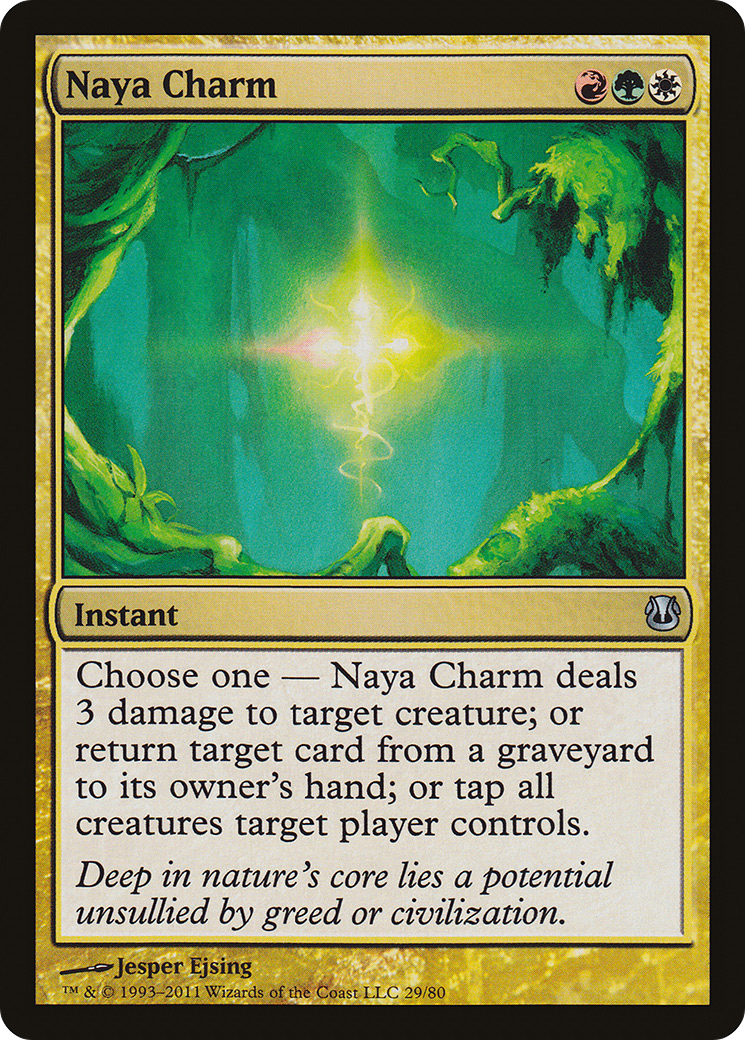 Naya Charm
Instant
Choose one — Naya Charm deals
3 damage to target creature; or
return target card from a graveyard
to its owner's hand; or tap all
creatures target player controls.
Deep in nature's core lies a potential
unsullied by greed or civilization.
Jesper Ejsing
™ & © 1993–2011 Wizards of the Coast LLC 29/80